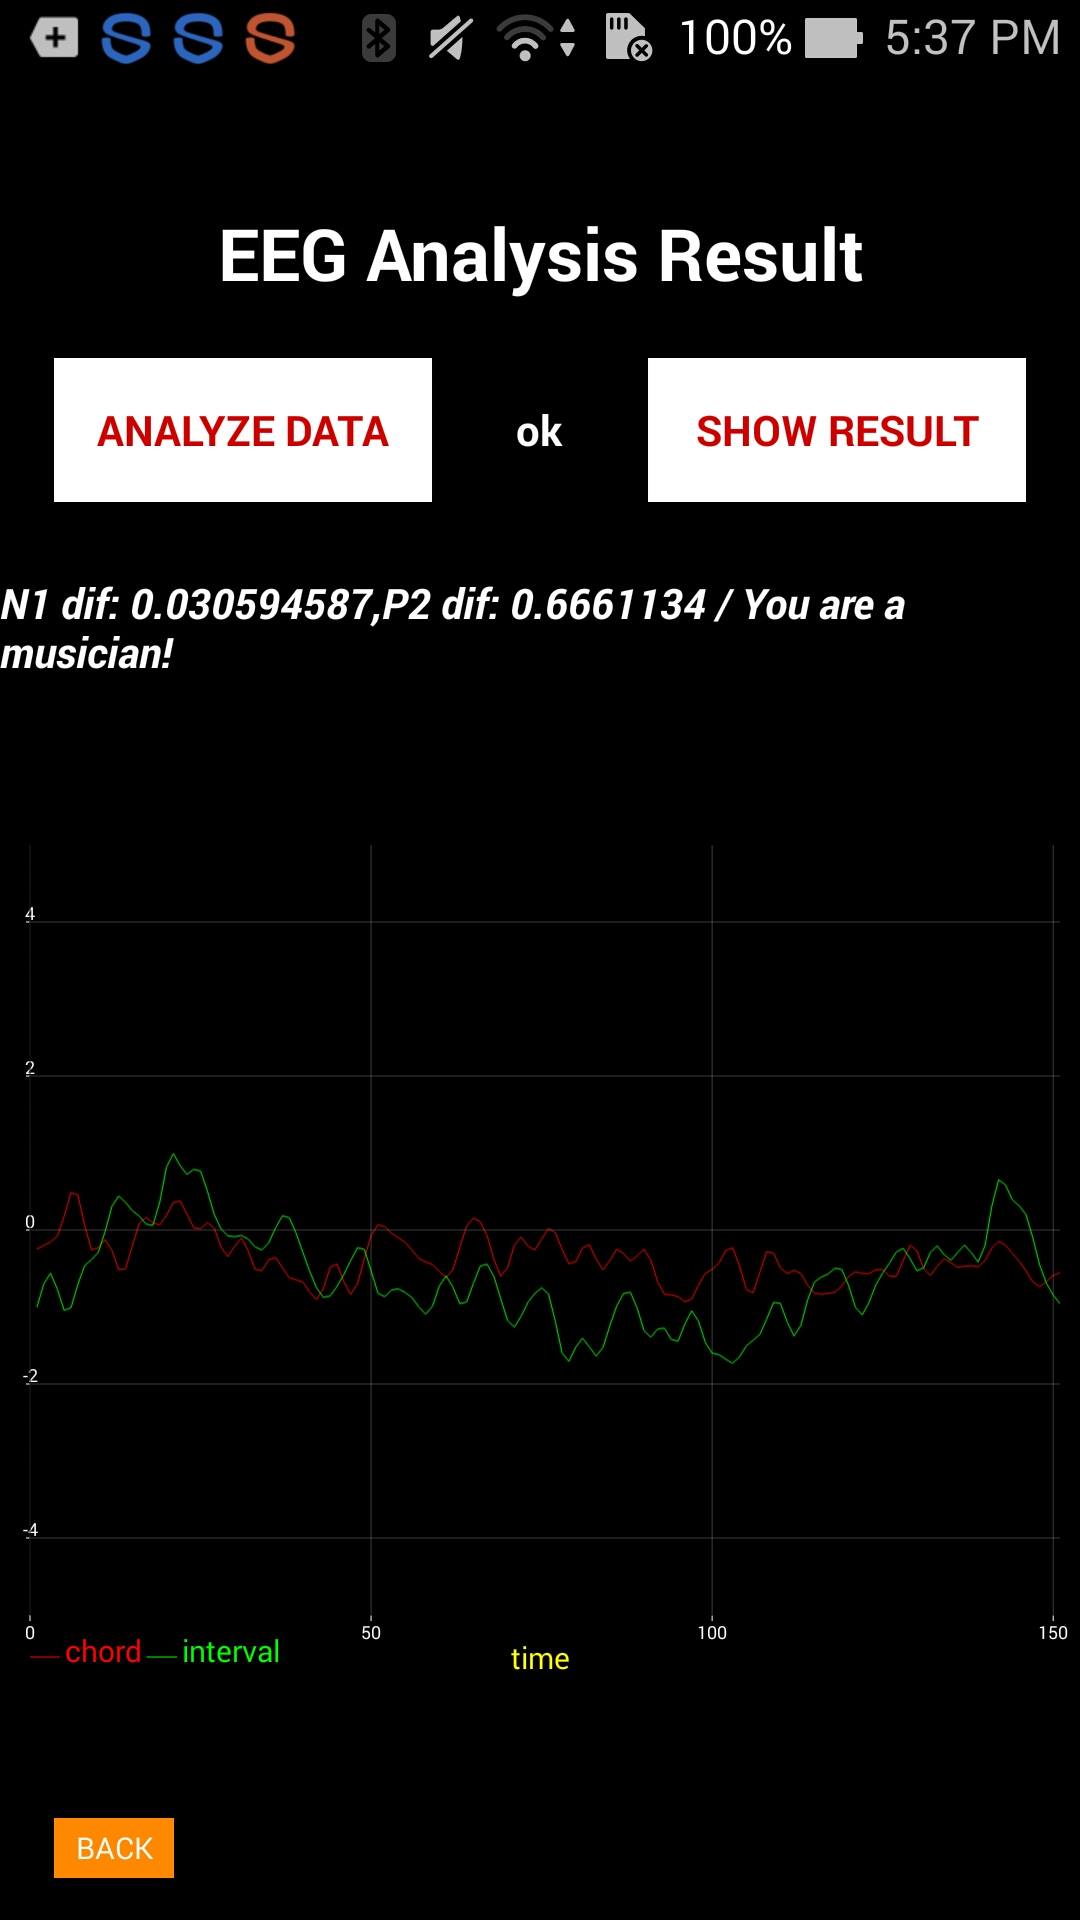 100% 5:37 PM
EEG Analysis Result
ANALYZE DATA ok SHOW RESULT
N1 dif: 0.030594587,P2 dif: 0.6661134 / You are a
musician!
4
2
0
-2
-4
0 50 100 150
chord interval time
BACK